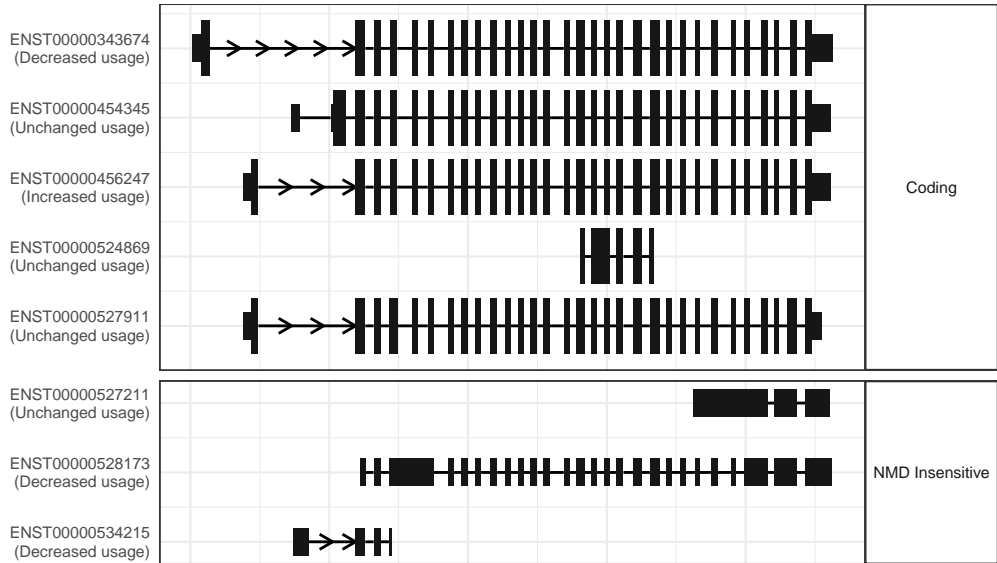 ENST00000343674
(Decreased usage)
ENST00000454345
(Unchanged usage)
ENST00000456247
(Increased usage)
ENST00000524869
(Unchanged usage)
ENST00000527911
(Unchanged usage)
Coding
ENST00000527211
(Unchanged usage)
ENST00000528173
(Decreased usage)
ENST00000534215
(Decreased usage)
NMD Insensitive